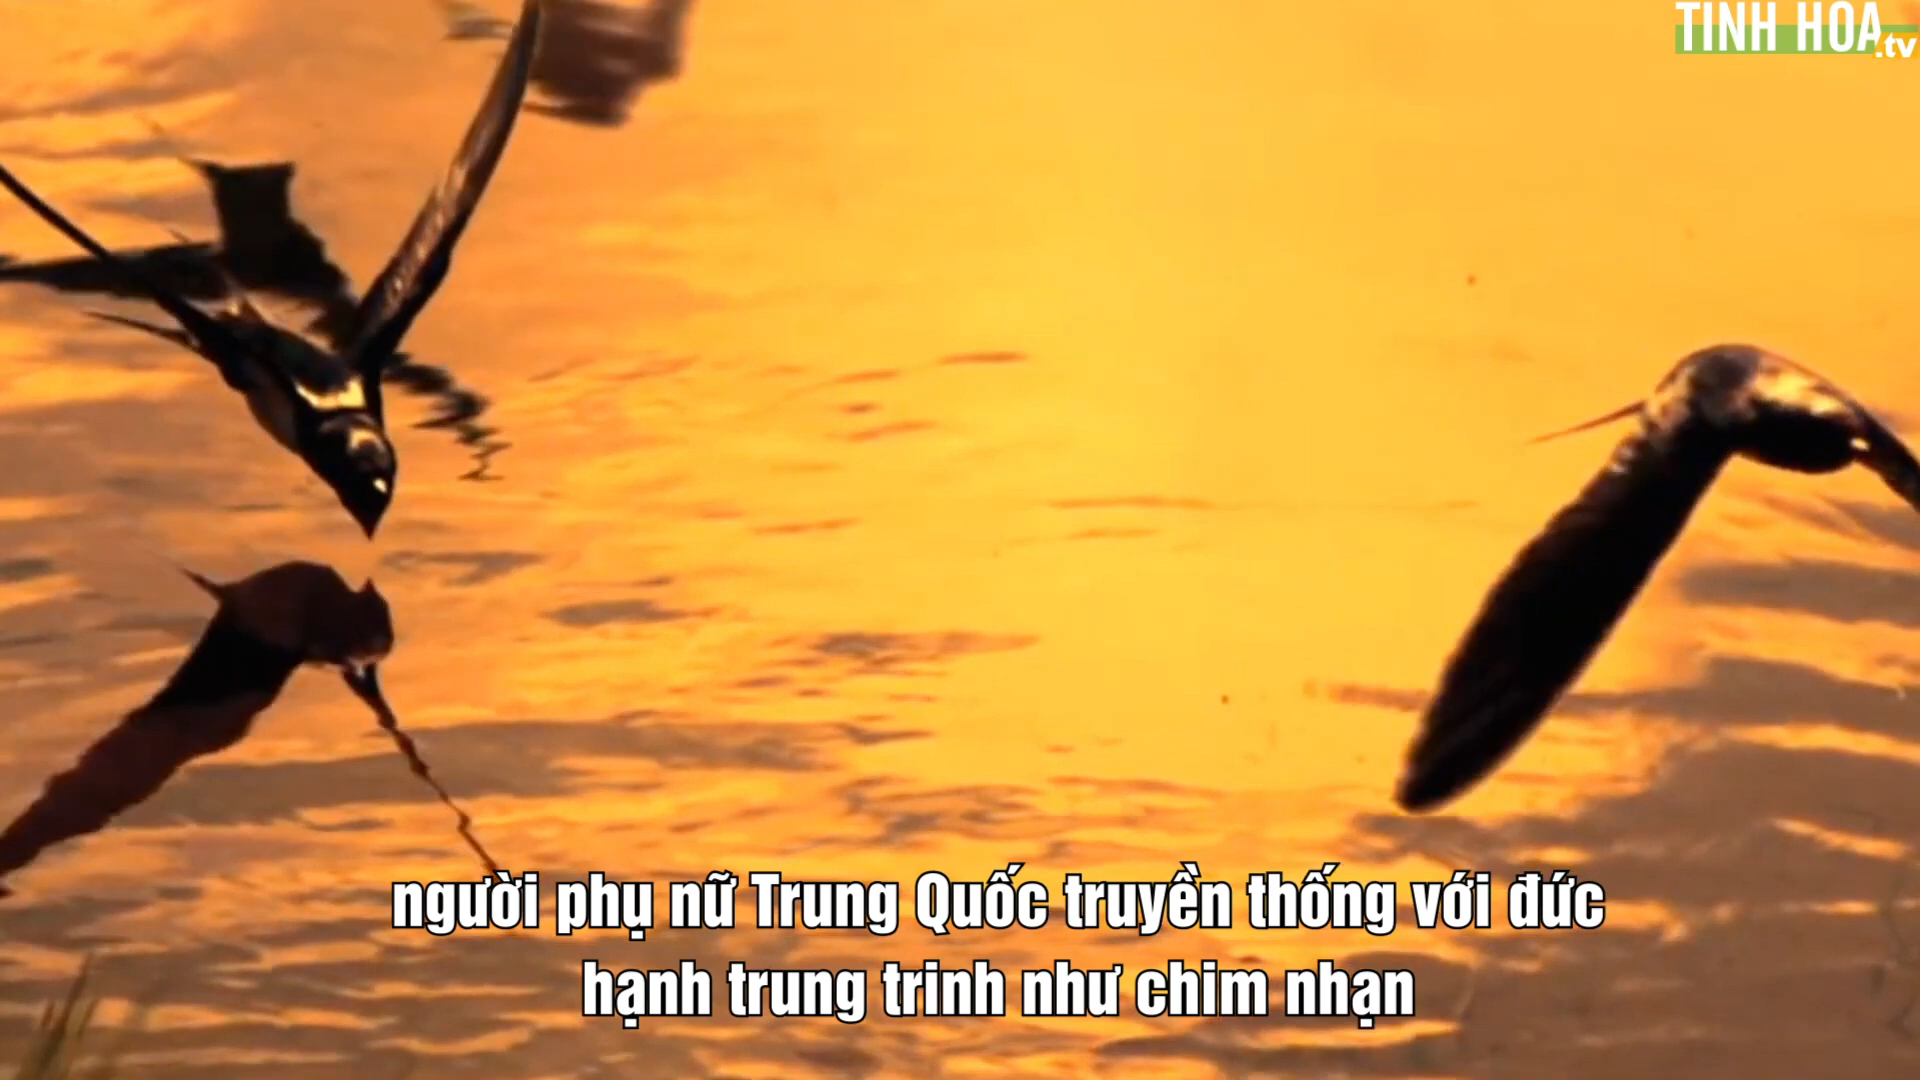 TINH HOA
.tv
người phụ nữ Trung Quốc truyền thống với đức
hạnh trung trinh như chim nhạn